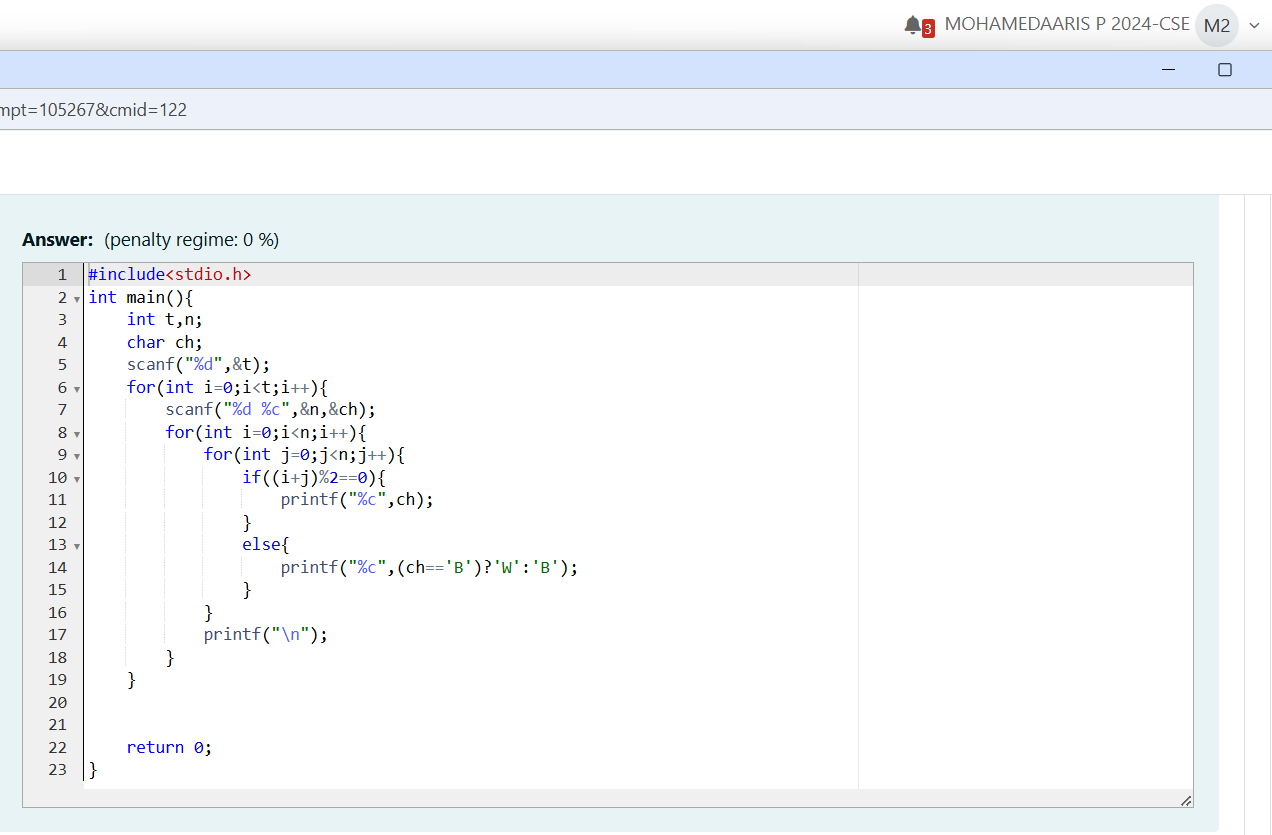 3 MOHAMEDAARIS P 2024-CSE M2
mpt=105267&cmid=122
Answer: (penalty regime: 0 %)
1 #include<stdio.h>
2 int main(){
3     int t,n;
4     char ch;
5     scanf("%d",&t);
6     for(int i=0;i<t;i++){
7         scanf("%d %c",&n,&ch);
8         for(int i=0;i<n;i++){
9             for(int j=0;j<n;j++){
10                 if((i+j)%2==0){
11                     printf("%c",ch);
12                 }
13                 else{
14                     printf("%c",(ch=='B')?'W':'B');
15                 }
16             }
17             printf("\n");
18         }
19     }
20
21
22     return 0;
23 }